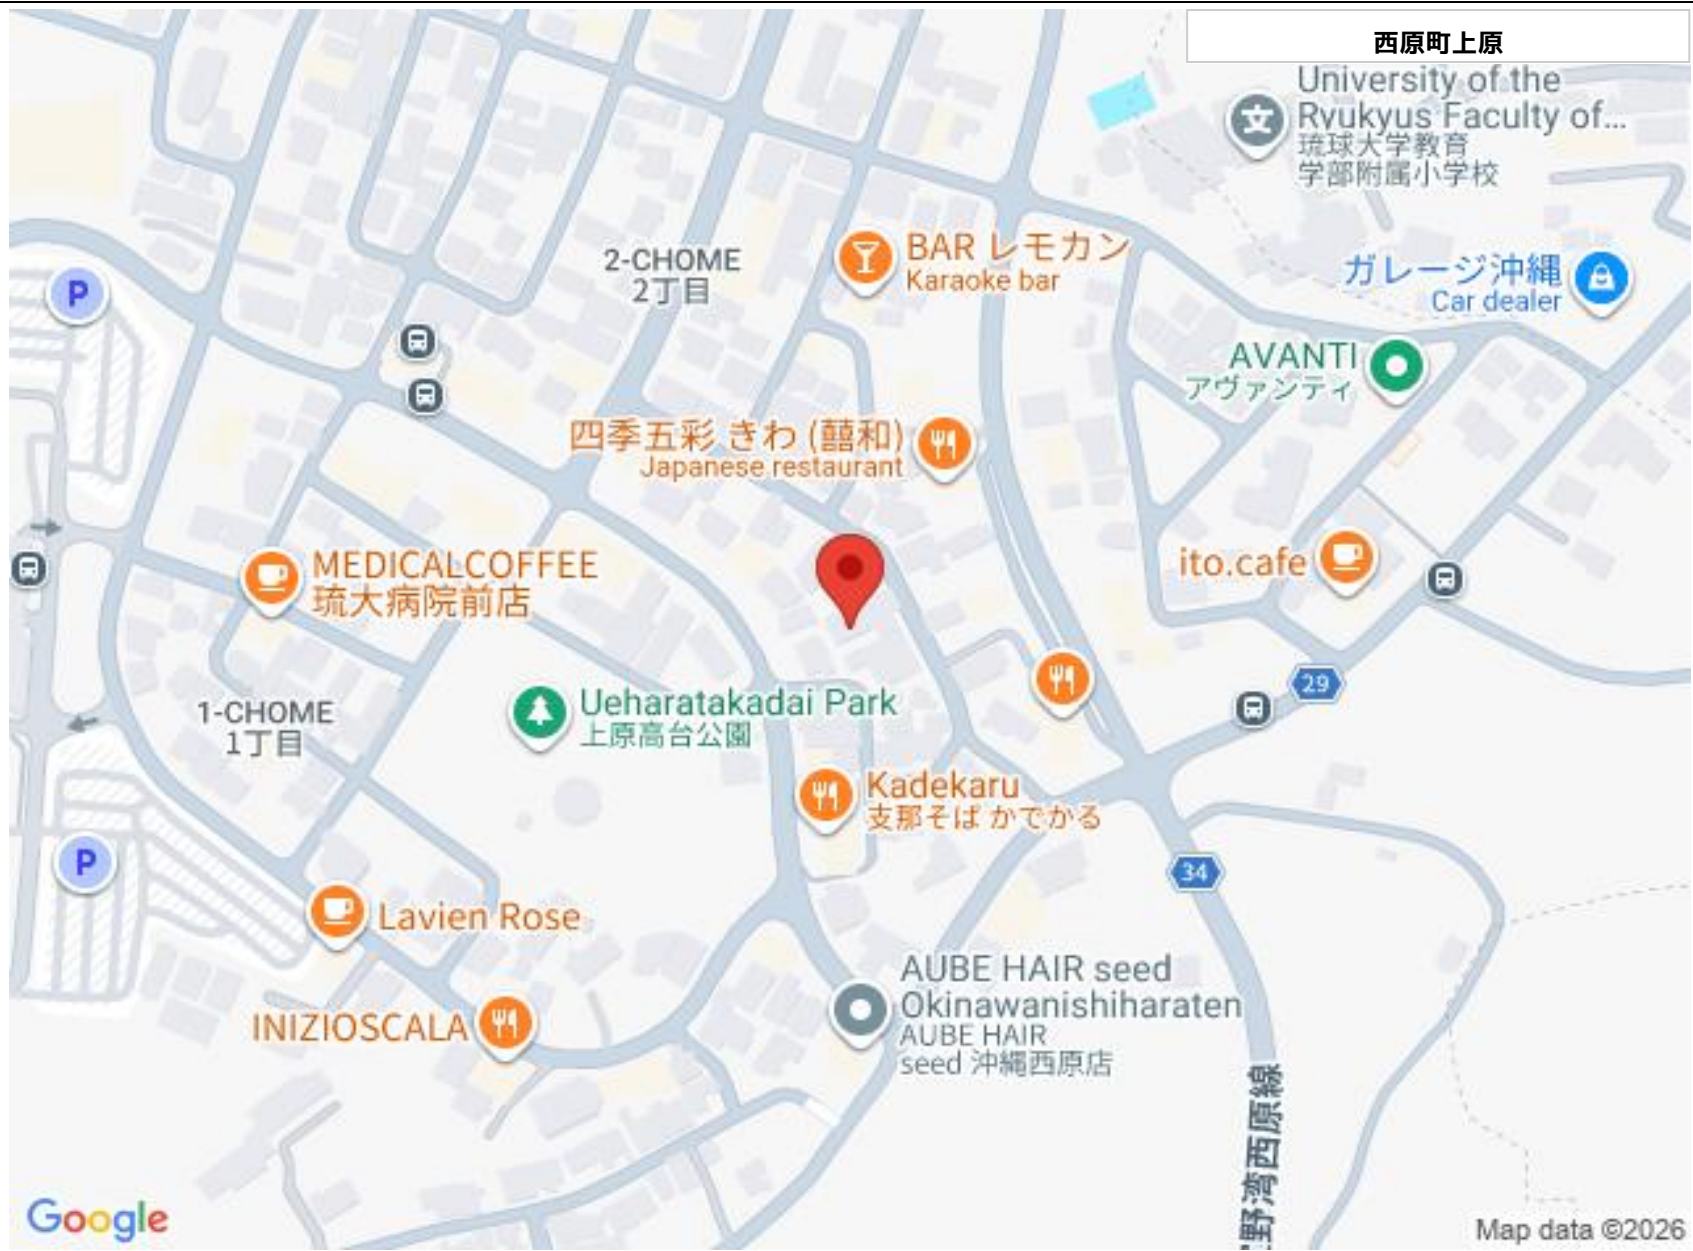 西原町上原
University of the
Ryukyus Faculty of...
琉球大学教育
学部附属小学校
BAR レモカン
Karaoke bar
2-CHOME
2丁目
ガレージ沖縄
Car dealer
P
AVANTI
アヴァンティ
四季五彩 きわ (囍和)
Japanese restaurant
MEDICALCOFFEE
琉大病院前店
ito.cafe
29
Ueharatakadai Park
上原高台公園
1-CHOME
1丁目
Kadekaru
支那そば かでかる
P
34
Lavien Rose
AUBE HAIR seed
Okinawanishiharaten
AUBE HAIR
seed 沖縄西原店
INIZIOSCALA
野湾西原線
Google
Map data ©2026